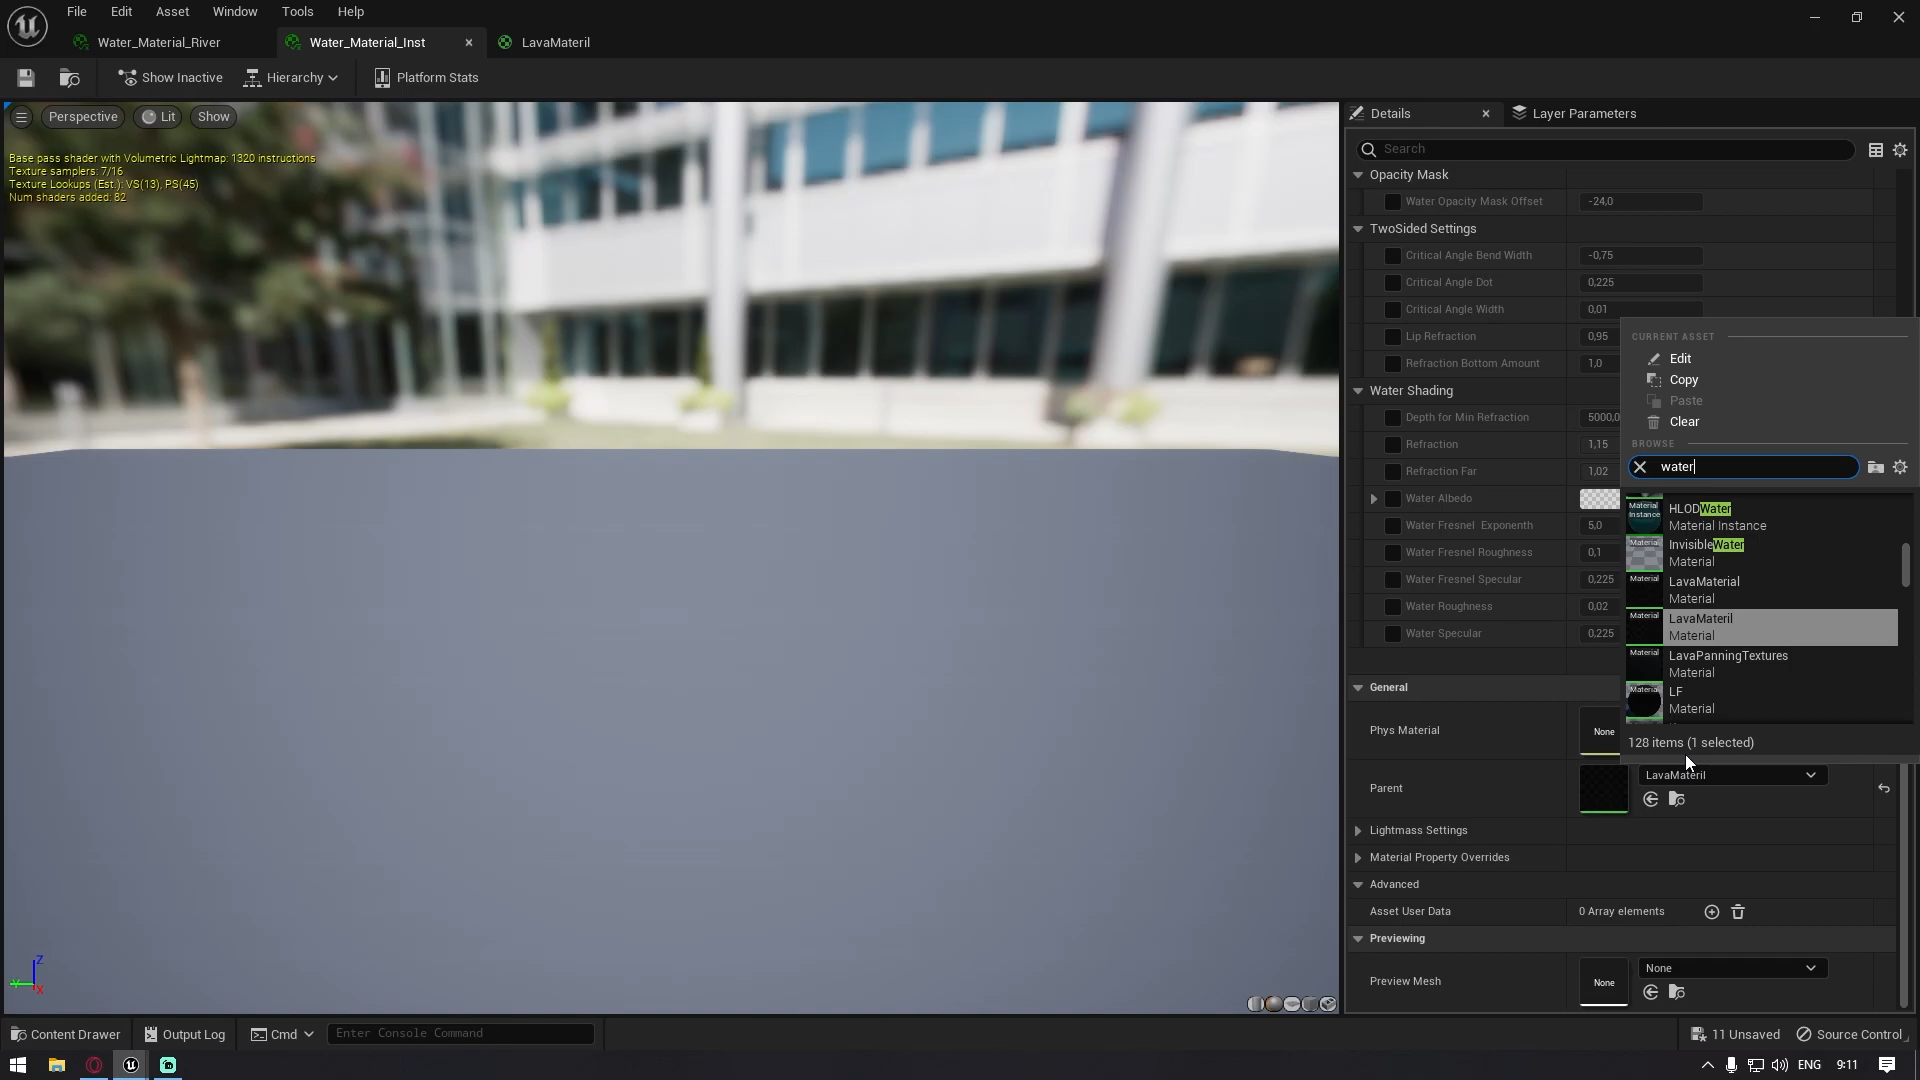 File Edit Asset Window Tools Help
Water_Material_River Water_Material_Inst LavaMateril
Show Inactive Hierarchy Platform Stats
Perspective Lit Show
Base pass shader with Volumetric Lightmap: 1320 instructions
Texture samplers: 7/16
Texture Lookups (Est.): VS(13), PS(45)
Num shaders added: 82
Details Layer Parameters
Search
Opacity Mask
Water Opacity Mask Offset -24,0
TwoSided Settings
Critical Angle Bend Width -0,75
Critical Angle Dot 0,225
Critical Angle Width 0,01
Lip Refraction 0,95
Refraction Bottom Amount 1,0
Water Shading
Depth for Min Refraction 5000,0
Refraction 1,15
Refraction Far 1,02
Water Albedo
Water Fresnel Exponenth 5,0
Water Fresnel Roughness 0,1
Water Fresnel Specular 0,225
Water Roughness 0,02
Water Specular 0,225
CURRENT ASSET
Edit
Copy
Paste
Clear
BROWSE
water
Material Instance
HLODWater
Material Instance
Material
InvisibleWater
Material
Material
LavaMaterial
Material
Material
LavaMateril
Material
Material
LavaPanningTextures
Material
Material
LF
Material
128 items (1 selected)
General
Phys Material None
Parent LavaMateril
Lightmass Settings
Material Property Overrides
Advanced
Asset User Data 0 Array elements
Previewing
Preview Mesh None None
Z
Y
X
Content Drawer Output Log Cmd Enter Console Command 11 Unsaved Source Control
ENG 9:11